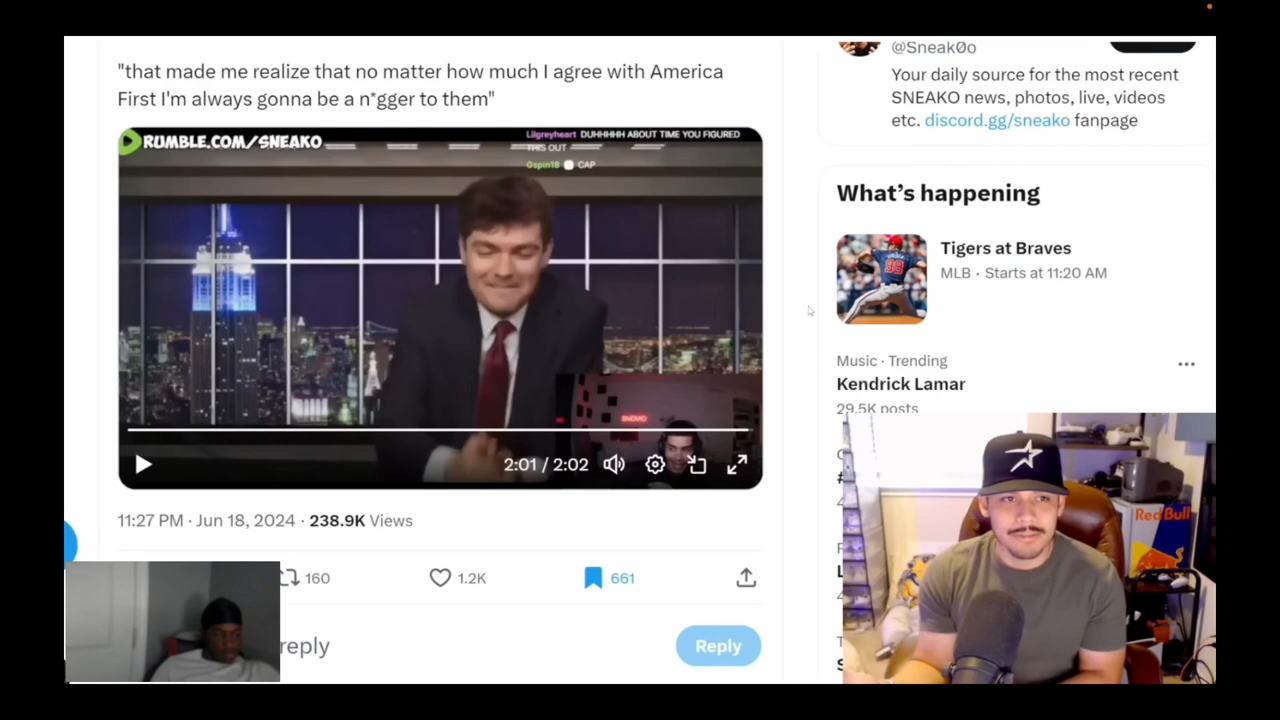 "that made me realize that no matter how much I agree with America
First I'm always gonna be a n*gger to them"
RUMBLE.COM/SNEAKO
Lilgreyheart DUHHHHH ABOUT TIME YOU FIGURED
THIS OUT
Ospin18 CAP
SNEAKO
2:01 / 2:02
11:27 PM · Jun 18, 2024 · 238.9K Views
160
1.2K
661
reply
Reply
@Sneak0o
Your daily source for the most recent
SNEAKO news, photos, live, videos
etc. discord.gg/sneako fanpage
What's happening
Tigers at Braves
MLB · Starts at 11:20 AM
Music · Trending
Kendrick Lamar
29.5K posts
Red Bull